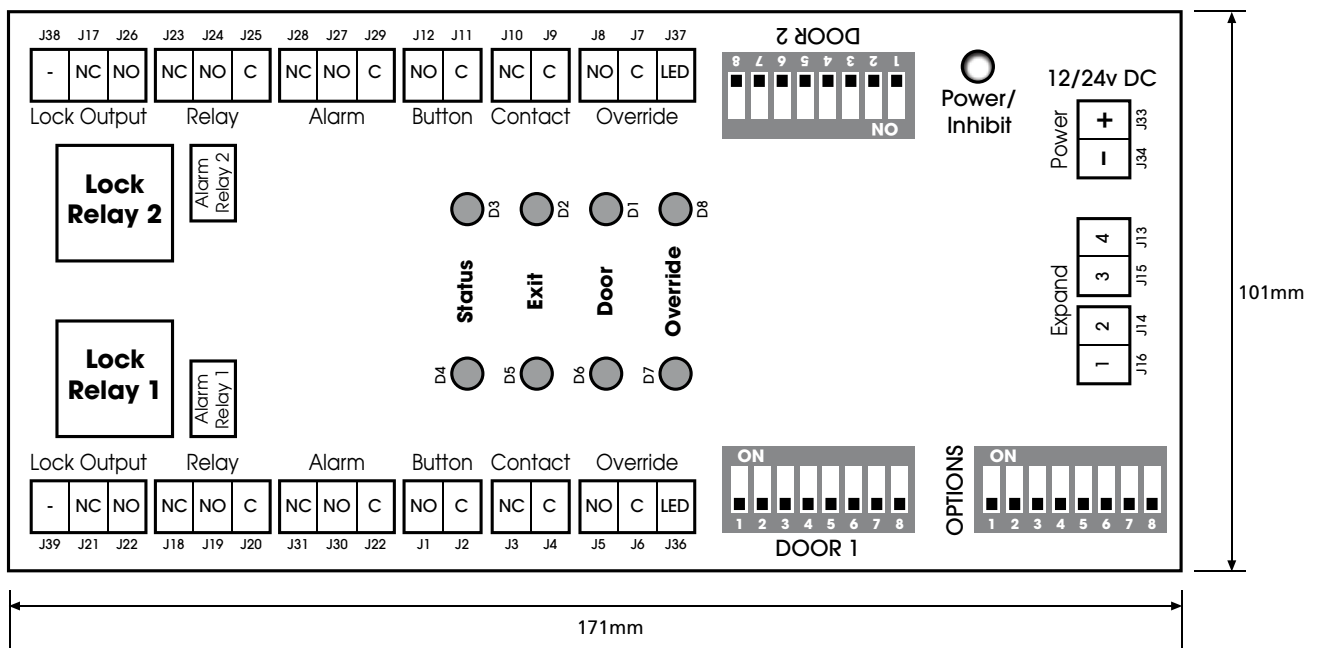 J38 J17 J26 J23 J24 J25 J28 J27 J29 J12 J11 J10 J9 J8 J7 J37
- NC NO NC NO C NC NO C NO C NC C NO C LED
Lock Output Relay Alarm Button Contact Override
DOOR 2
8 7 6 5 4 3 2 1
ON
Power/
Inhibit
12/24v DC
Power
+ J33
- J34
Lock
Relay 2
Alarm
Relay 2
D3 D2 D1 D8
Status Exit Door Override
D4 D5 D6 D7
Expand
4 J13
3 J15
2 J14
1 J16
101mm
Lock
Relay 1
Alarm
Relay 1
Lock Output Relay Alarm Button Contact Override
- NC NO NC NO C NC NO C NO C NC C NO C LED
J39 J21 J22 J18 J19 J20 J31 J30 J22 J1 J2 J3 J4 J5 J6 J36
ON
1 2 3 4 5 6 7 8
DOOR 1
OPTIONS
ON
1 2 3 4 5 6 7 8
171mm